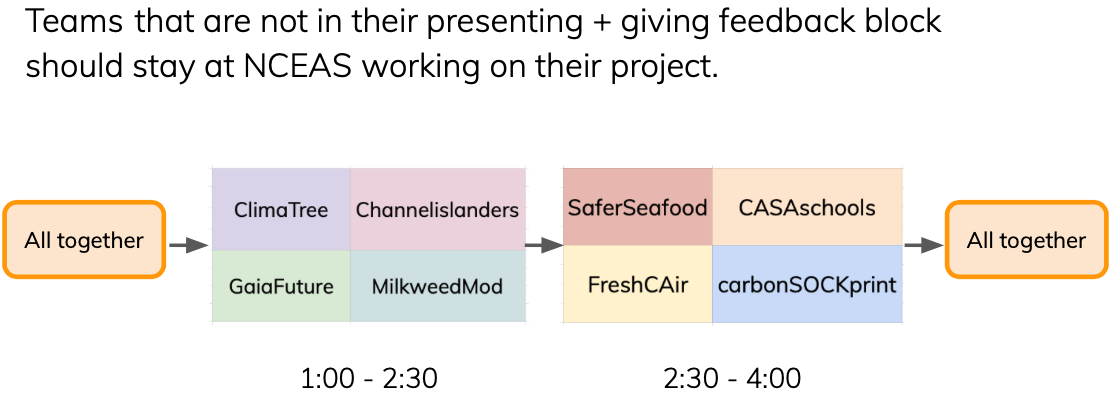 Teams that are not in their presenting + giving feedback block
should stay at NCEAS working on their project.
All together
ClimaTree
Channelislanders
GaiaFuture
MilkweedMod
SaferSeafood
CASAschools
FreshCAir
carbonSOCKprint
All together
1:00 - 2:30
2:30 - 4:00